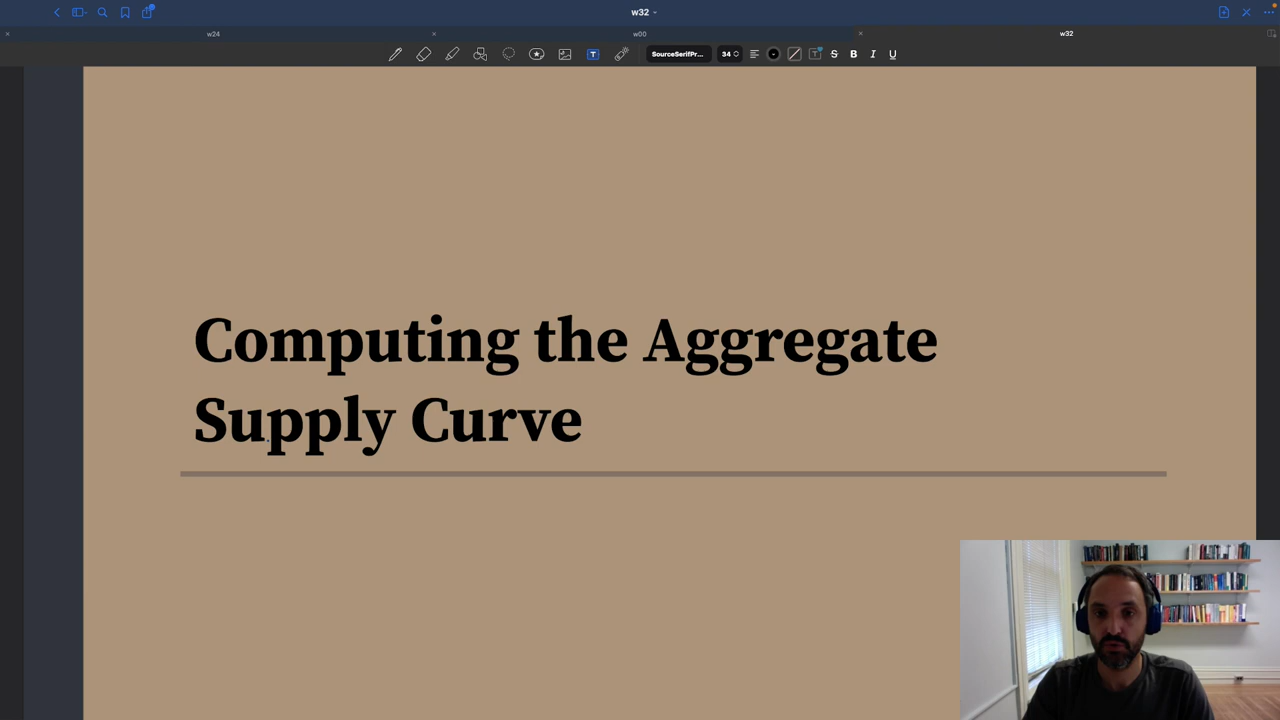 w32
w24
w00
w32
SourceSerifPr...
34
T
T
S
B
I
U
Computing the Aggregate
Supply Curve